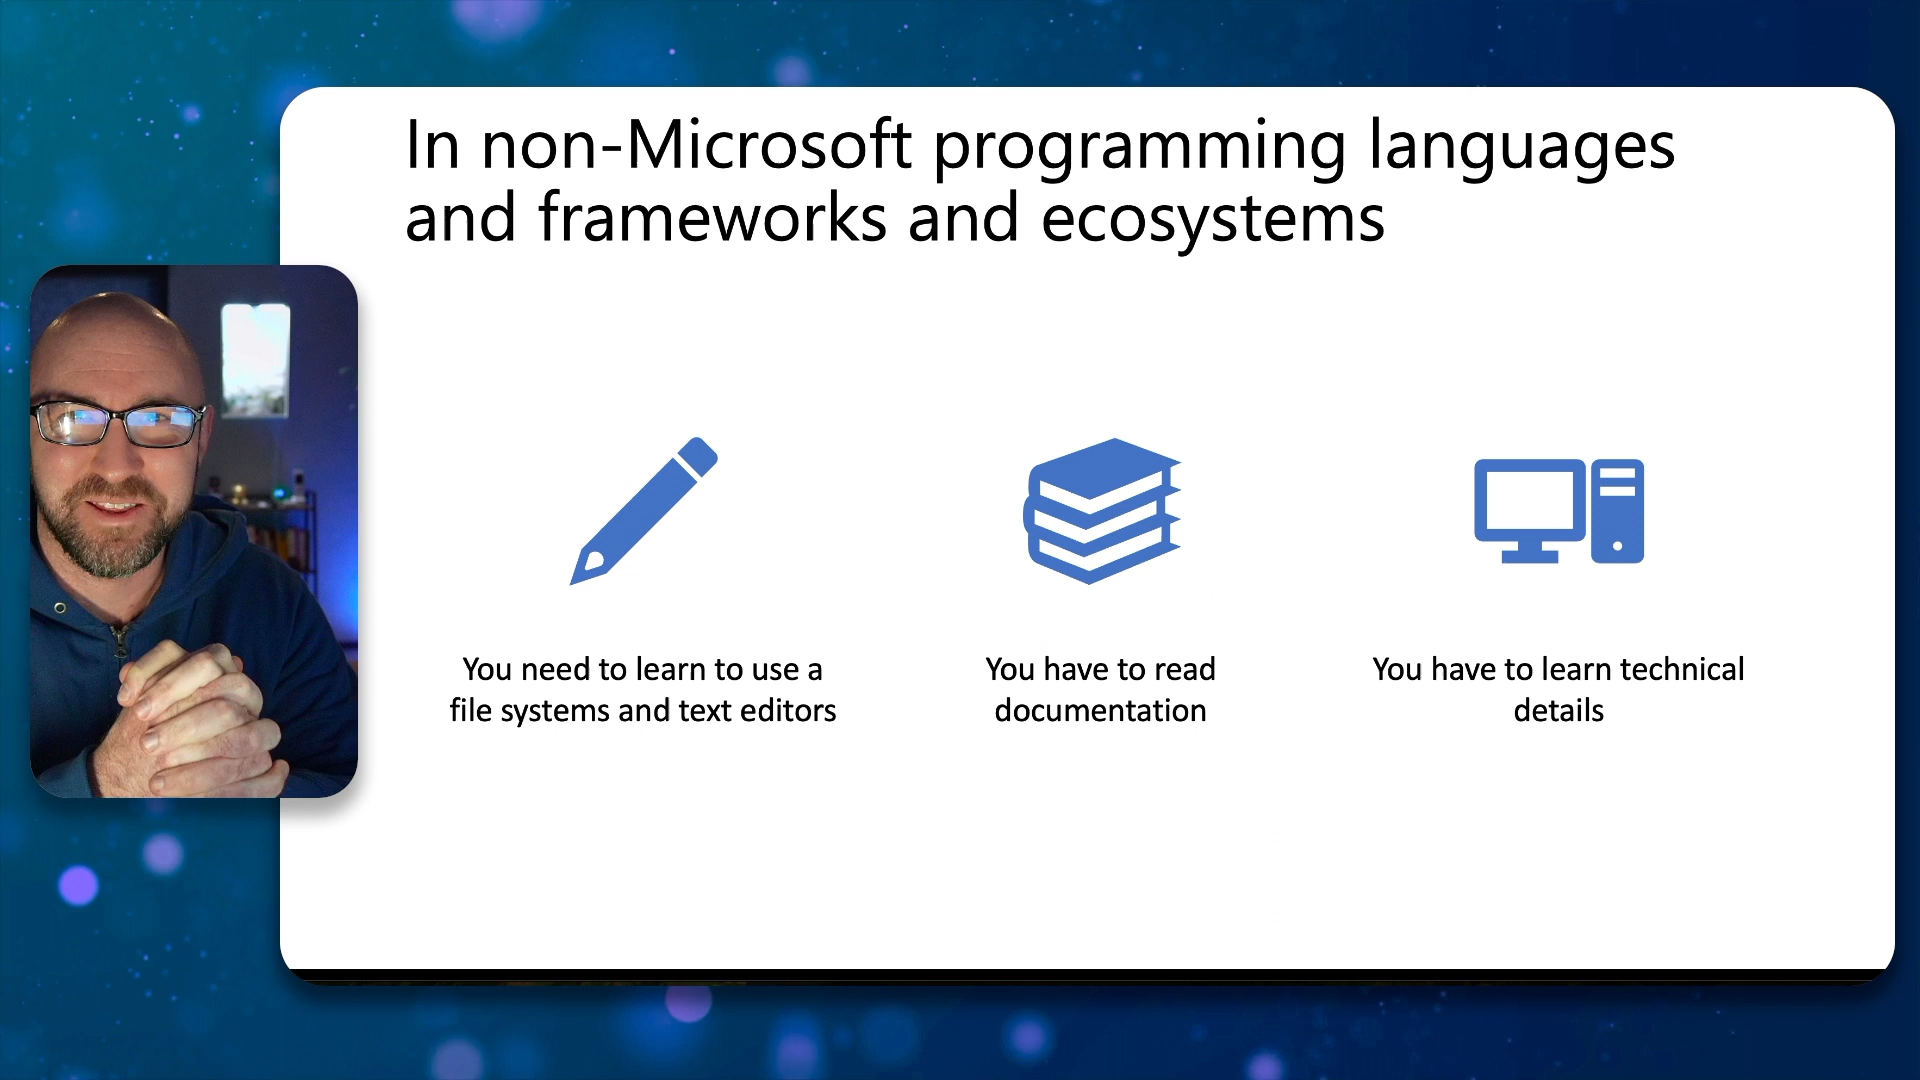 In non-Microsoft programming languages
and frameworks and ecosystems
You need to learn to use a
file systems and text editors
You have to read
documentation
You have to learn technical
details